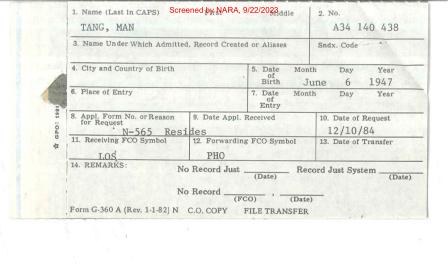 Screened by NARA, 9/22/2023
1. Name (Last in CAPS) First Middle 2. No.
TANG, MAN A34 140 438
3. Name Under Which Admitted, Record Created or Aliases Sndx. Code
4. City and Country of Birth 5. Date of Birth Month Day Year
June 6 1947
6. Place of Entry 7. Date of Entry Month Day Year
8. Appl. Form No. or Reason for Request 9. Date Appl. Received 10. Date of Request
N-565 Resides 12/10/84
11. Receiving FCO Symbol 12. Forwarding FCO Symbol 13. Date of Transfer
LOS PHO
14. REMARKS:
No Record Just (Date) Record Just System (Date)
No Record (FCO) , (Date)
Form G-360 A (Rev. 1-1-82) N C.O. COPY FILE TRANSFER